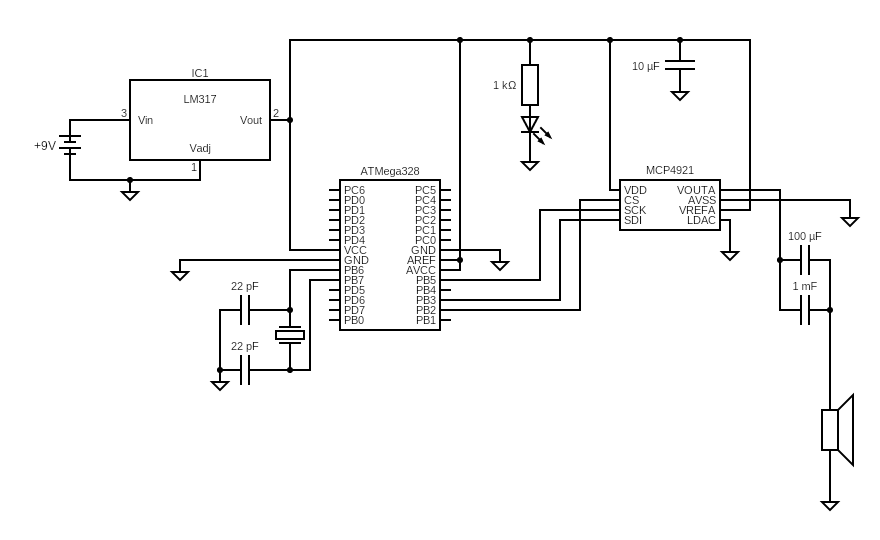 IC1
LM317
3
Vin
Vout
2
Vadj
1
+9V
1 kΩ
10 µF
ATMega328
PC6 PC5
PD0 PC4
PD1 PC3
PD2 PC2
PD3 PC1
PD4 PC0
VCC GND
GND AREF
PB6 AVCC
PB7 PB5
PD5 PB4
PD6 PB3
PD7 PB2
PB0 PB1
MCP4921
VDD VOUTA
CS AVSS
SCK VREFA
SDI LDAC
22 pF
22 pF
100 µF
1 mF